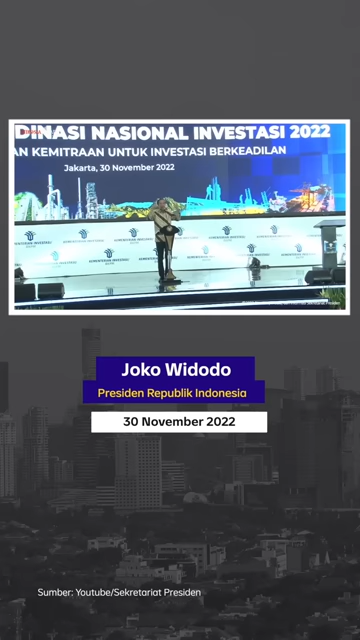 DINASI NASIONAL INVESTASI 2022
AN KEMITRAAN UNTUK INVESTASI BERKEADILAN
Jakarta, 30 November 2022
Joko Widodo
Presiden Republik Indonesia
30 November 2022
Sumber: Youtube/Sekretariat Presiden